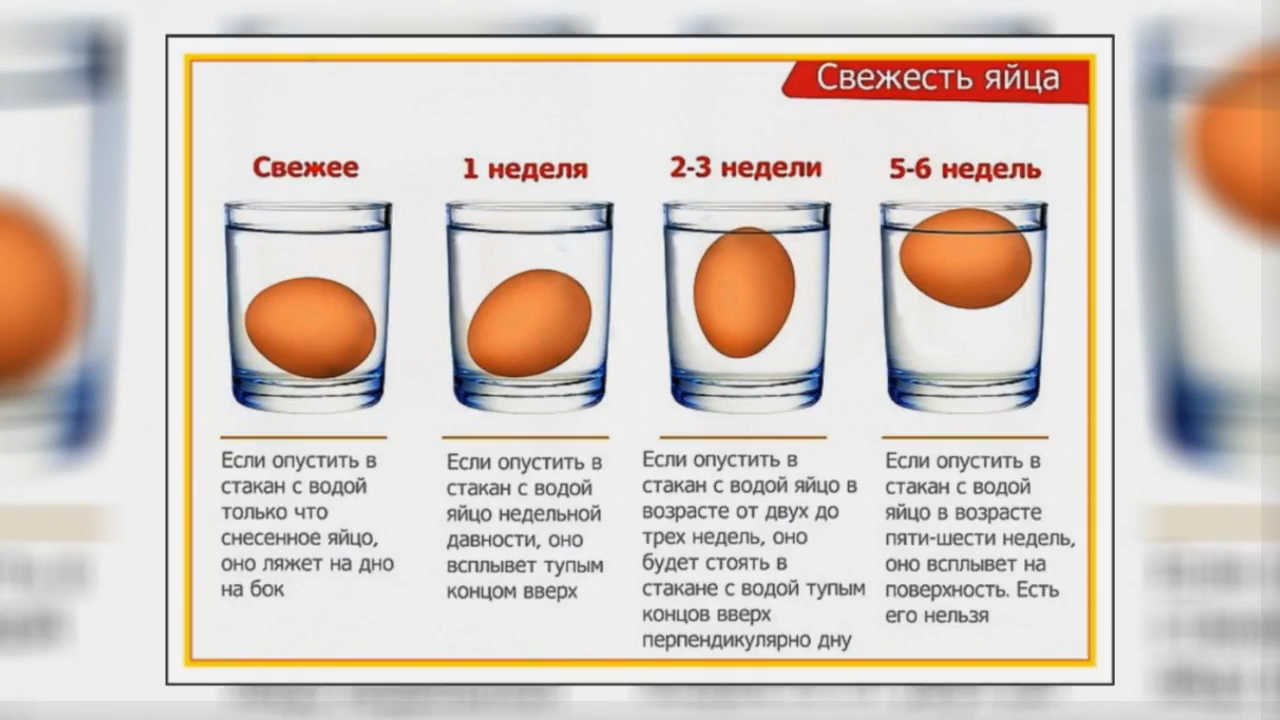 Свежесть яйца
Свежее
Если опустить в
стакан с водой
только что
снесенное яйцо,
оно ляжет на дно
на бок
1 неделя
Если опустить в
стакан с водой
яйцо недельной
давности, оно
всплывет тупым
концом вверх
2-3 недели
Если опустить в
стакан с водой яйцо в
возрасте от двух до
трех недель, оно
будет стоять в
стакане с водой тупым
концов вверх
перпендикулярно дну
5-6 недель
Если опустить в
стакан с водой
яйцо в возрасте
пяти-шести недель,
оно всплывет на
поверхность. Есть
его нельзя